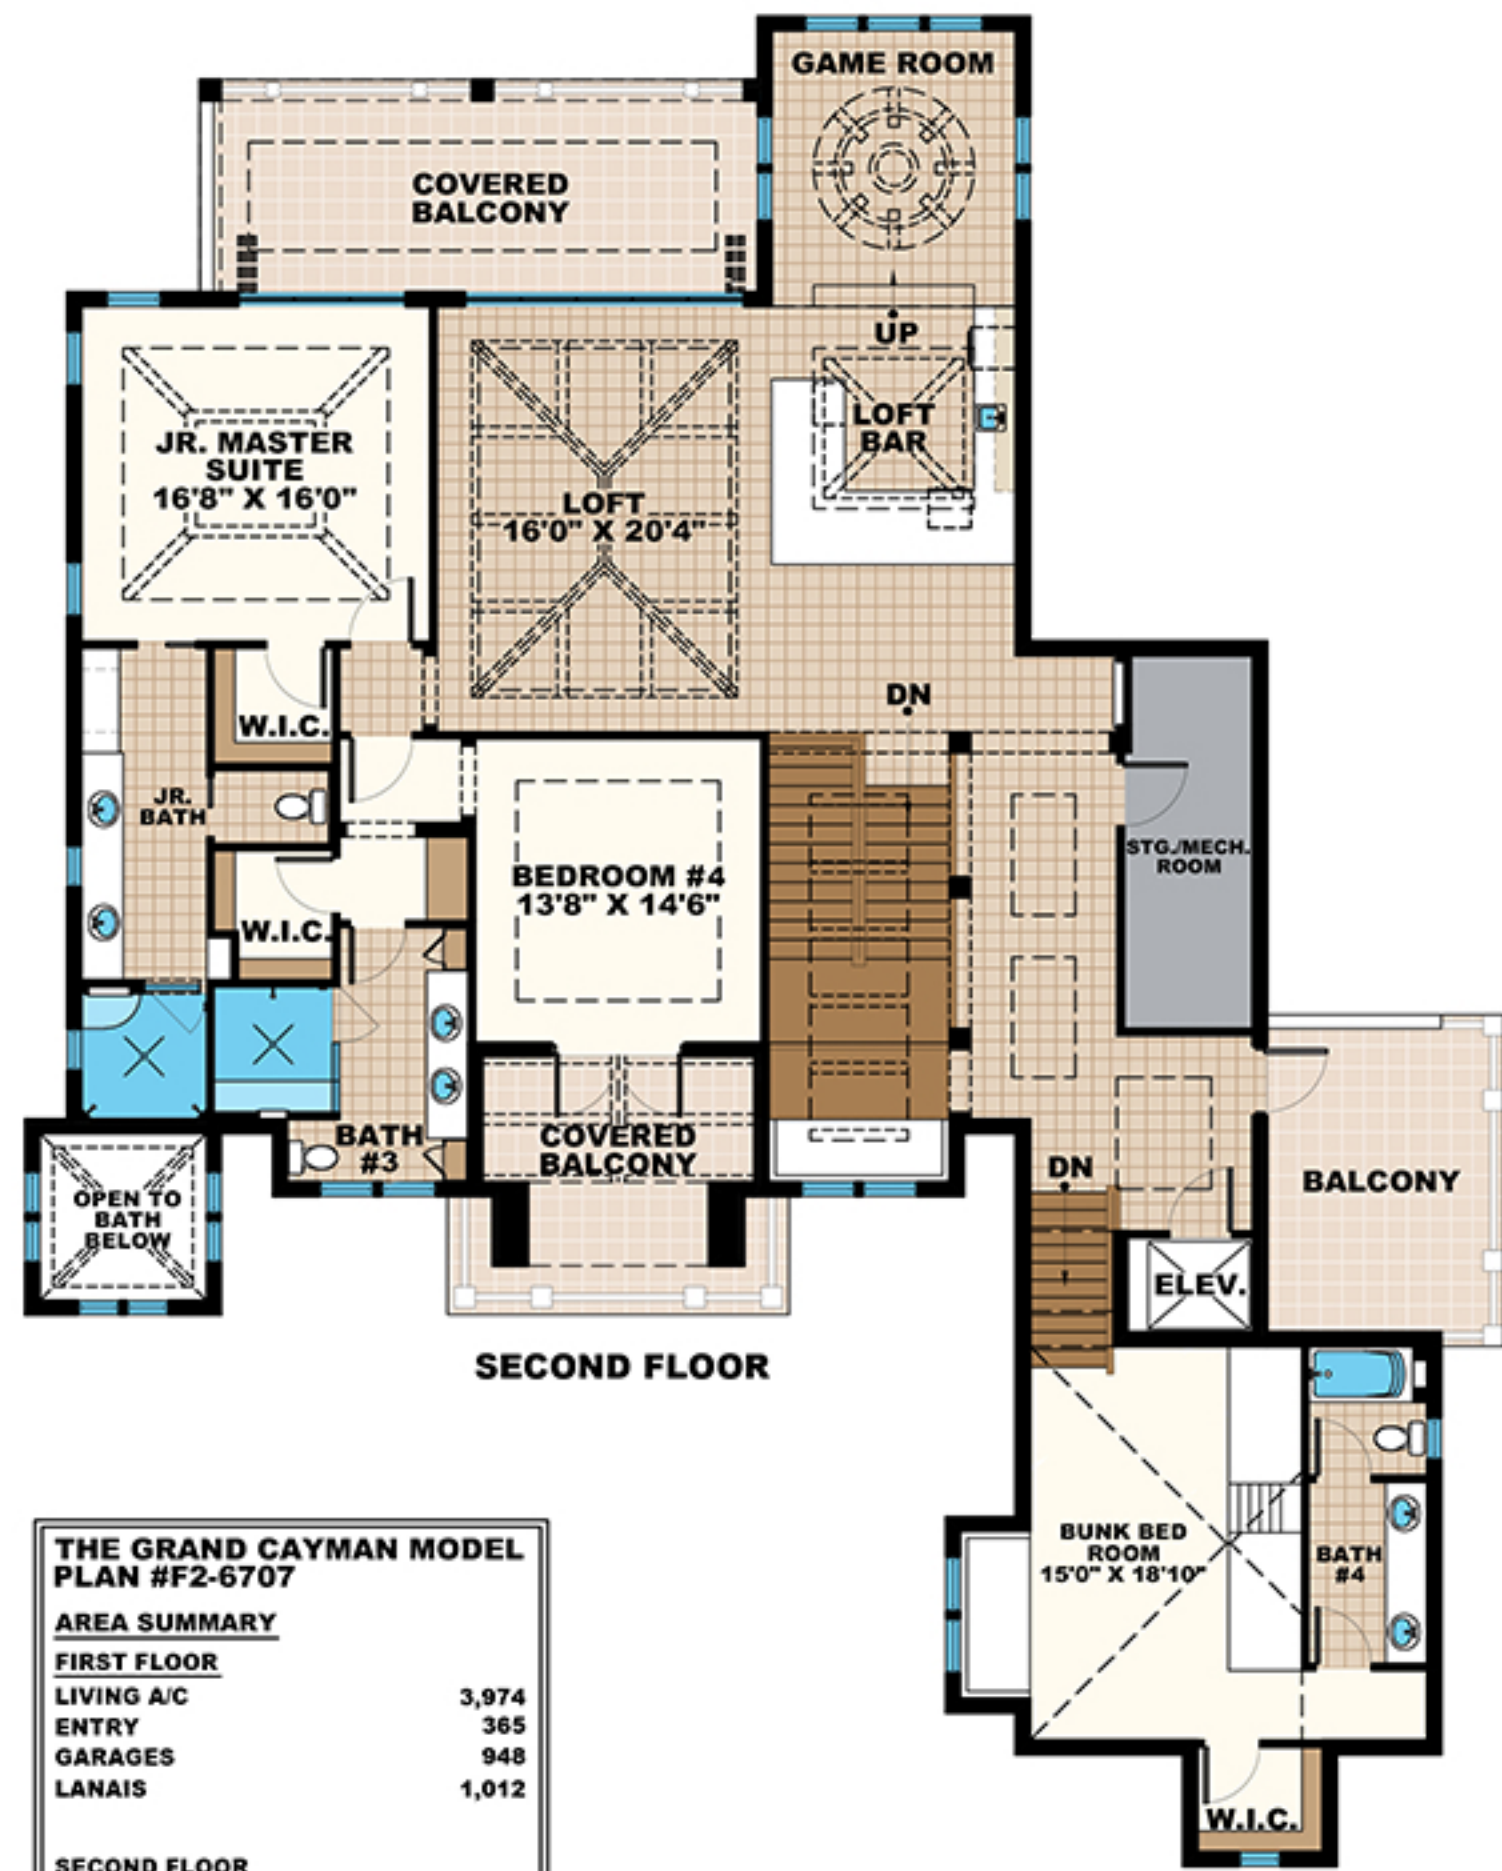 GAME ROOM
COVERED
BALCONY
UP
LOFT
BAR
JR. MASTER
SUITE
16'8" X 16'0"
LOFT
16'0" X 20'4"
DN
W.I.C.
JR.
BATH
STG./MECH.
ROOM
BEDROOM #4
13'8" X 14'6"
W.I.C.
BATH
#3
COVERED
BALCONY
DN
BALCONY
OPEN TO
BATH
BELOW
ELEV.
SECOND FLOOR
BUNK BED
ROOM
15'0" X 18'10"
BATH
#4
W.I.C.
THE GRAND CAYMAN MODEL
PLAN #F2-6707
AREA SUMMARY
FIRST FLOOR
LIVING A/C 3,974
ENTRY 365
GARAGES 948
LANAIS 1,012
SECOND FLOOR